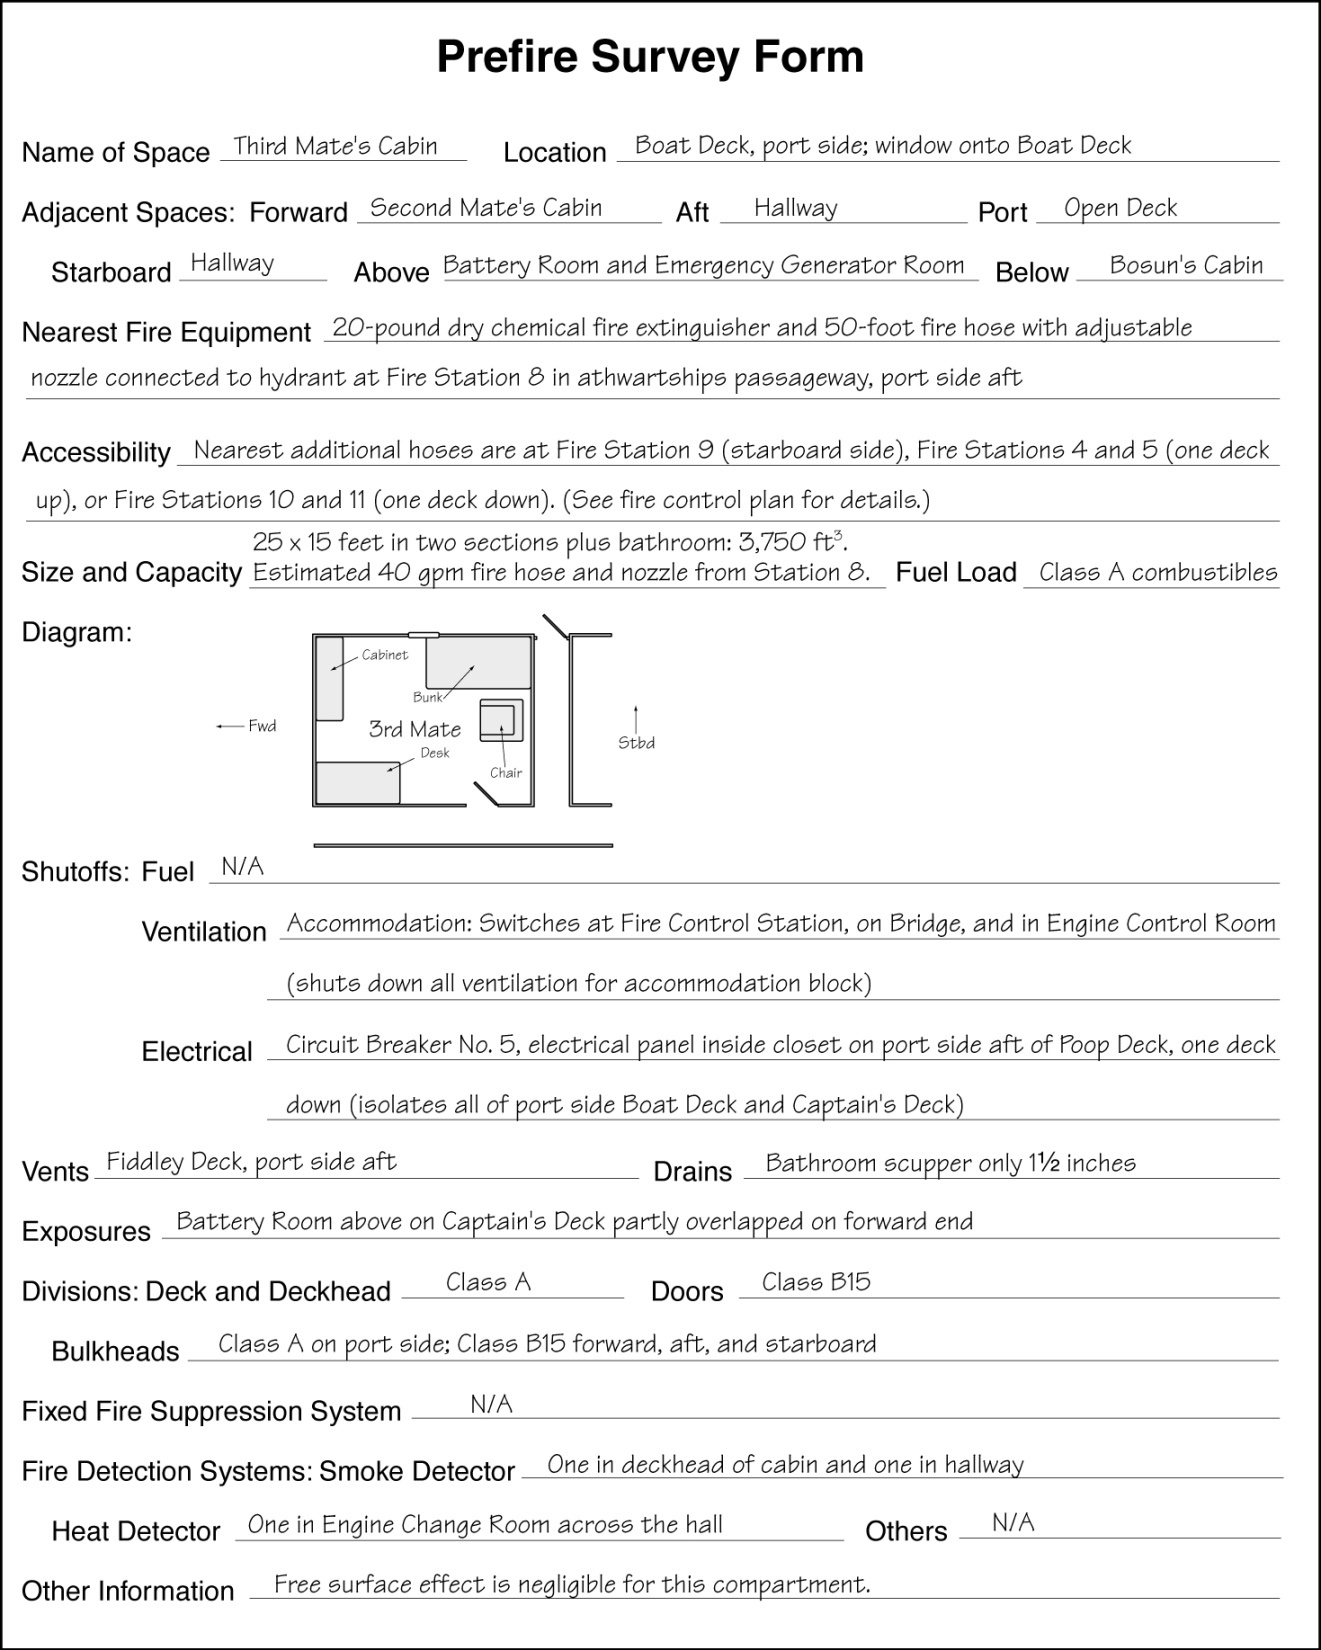 Prefire Survey Form
Name of Space Third Mate's Cabin Location Boat Deck, port side; window onto Boat Deck
Adjacent Spaces: Forward Second Mate's Cabin Aft Hallway Port Open Deck
Starboard Hallway Above Battery Room and Emergency Generator Room Below Bosun's Cabin
Nearest Fire Equipment 20-pound dry chemical fire extinguisher and 50-foot fire hose with adjustable
nozzle connected to hydrant at Fire Station 8 in athwartships passageway, port side aft
Accessibility Nearest additional hoses are at Fire Station 9 (starboard side), Fire Stations 4 and 5 (one deck
up), or Fire Stations 10 and 11 (one deck down). (See fire control plan for details.)
25 x 15 feet in two sections plus bathroom: 3,750 ft³.
Size and Capacity Estimated 40 gpm fire hose and nozzle from Station 8. Fuel Load Class A combustibles
Diagram:
Cabinet
Bunk
Fwd
3rd Mate
Stbd
Desk
Chair
Shutoffs: Fuel N/A
Ventilation Accommodation: Switches at Fire Control Station, on Bridge, and in Engine Control Room
(shuts down all ventilation for accommodation block)
Electrical Circuit Breaker No. 5, electrical panel inside closet on port side aft of Poop Deck, one deck
down (isolates all of port side Boat Deck and Captain's Deck)
Vents Fiddley Deck, port side aft Drains Bathroom scupper only 1½ inches
Exposures Battery Room above on Captain's Deck partly overlapped on forward end
Divisions: Deck and Deckhead Class A Doors Class B15
Bulkheads Class A on port side; Class B15 forward, aft, and starboard
Fixed Fire Suppression System N/A
Fire Detection Systems: Smoke Detector One in deckhead of cabin and one in hallway
Heat Detector One in Engine Change Room across the hall Others N/A
Other Information Free surface effect is negligible for this compartment.